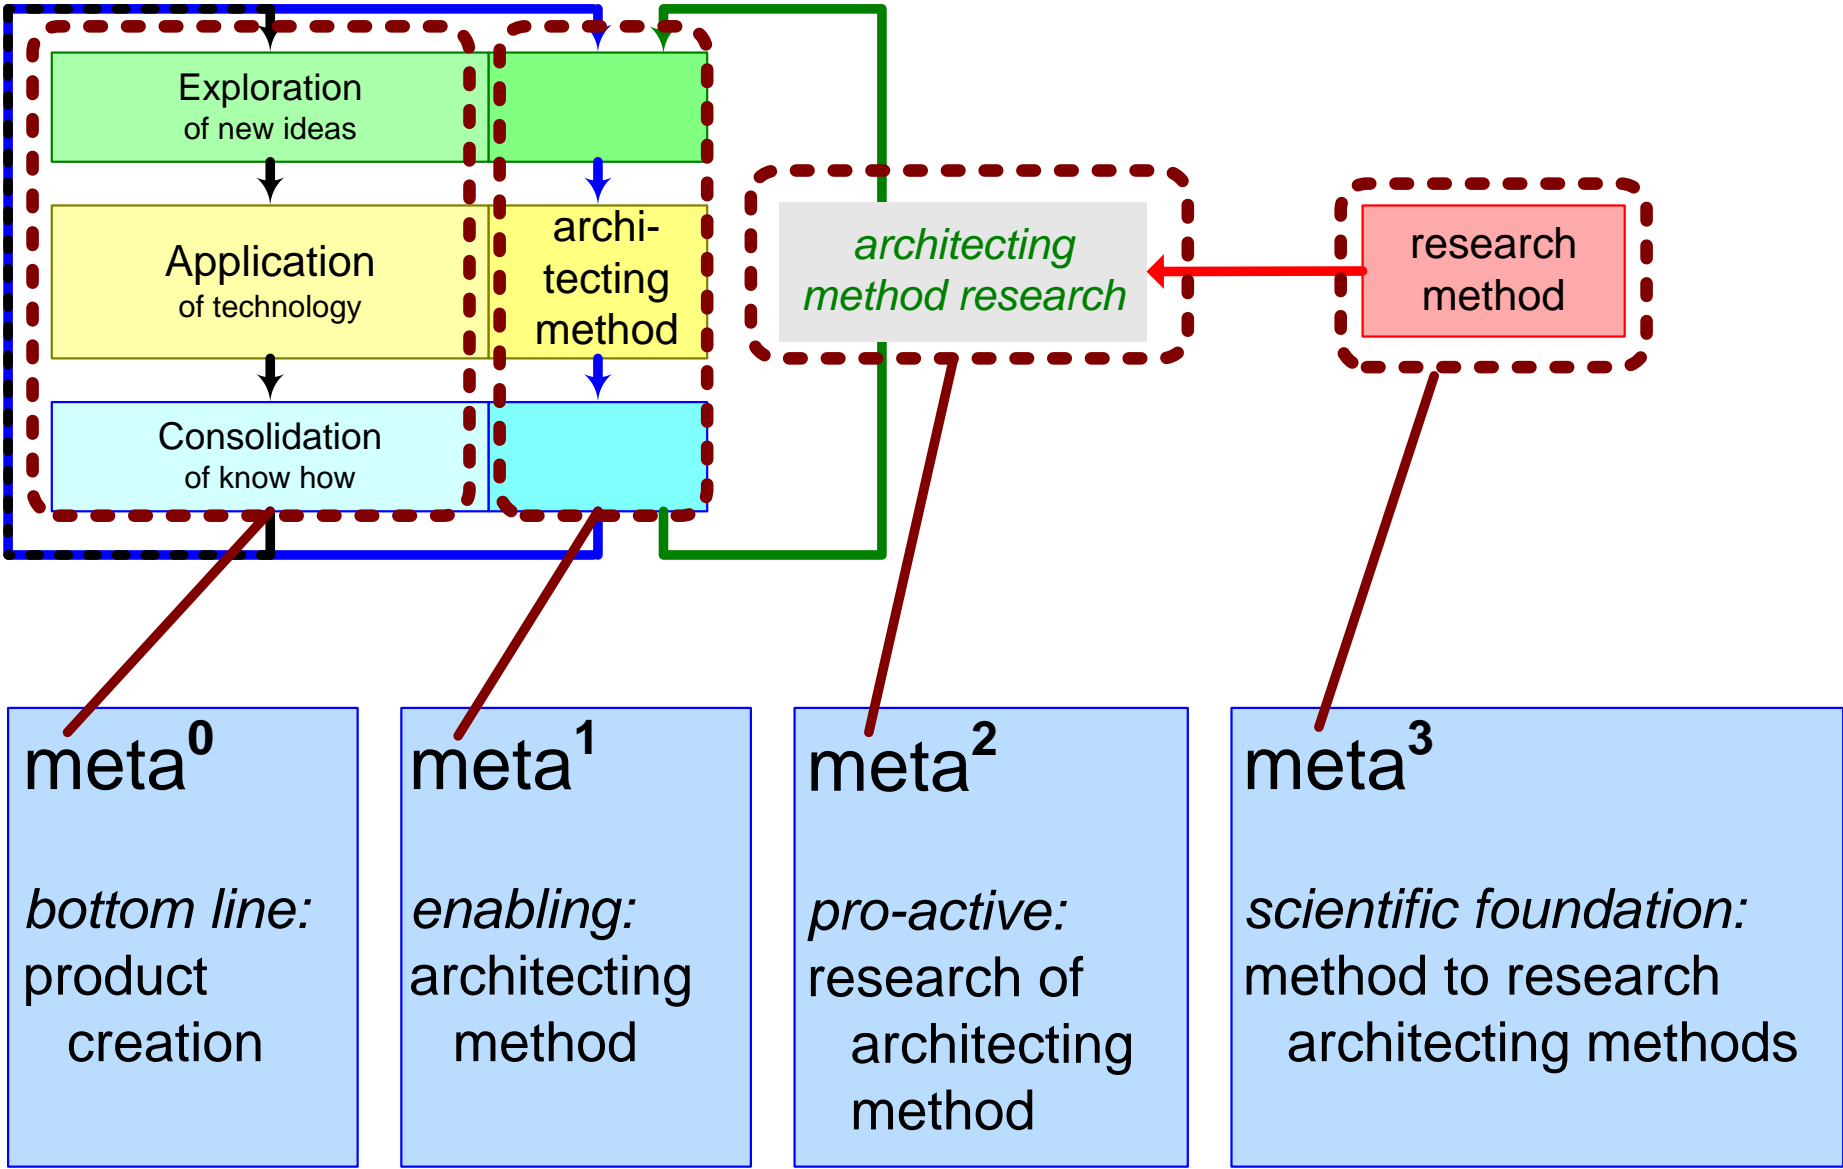 Exploration
of new ideas
Application
of technology
archi-
tecting
method
Consolidation
of know how
architecting
method research
research
method
meta0
bottom line:
product
creation
meta1
enabling:
architecting
method
meta2
pro-active:
research of
architecting
method
meta3
scientific foundation:
method to research
architecting methods